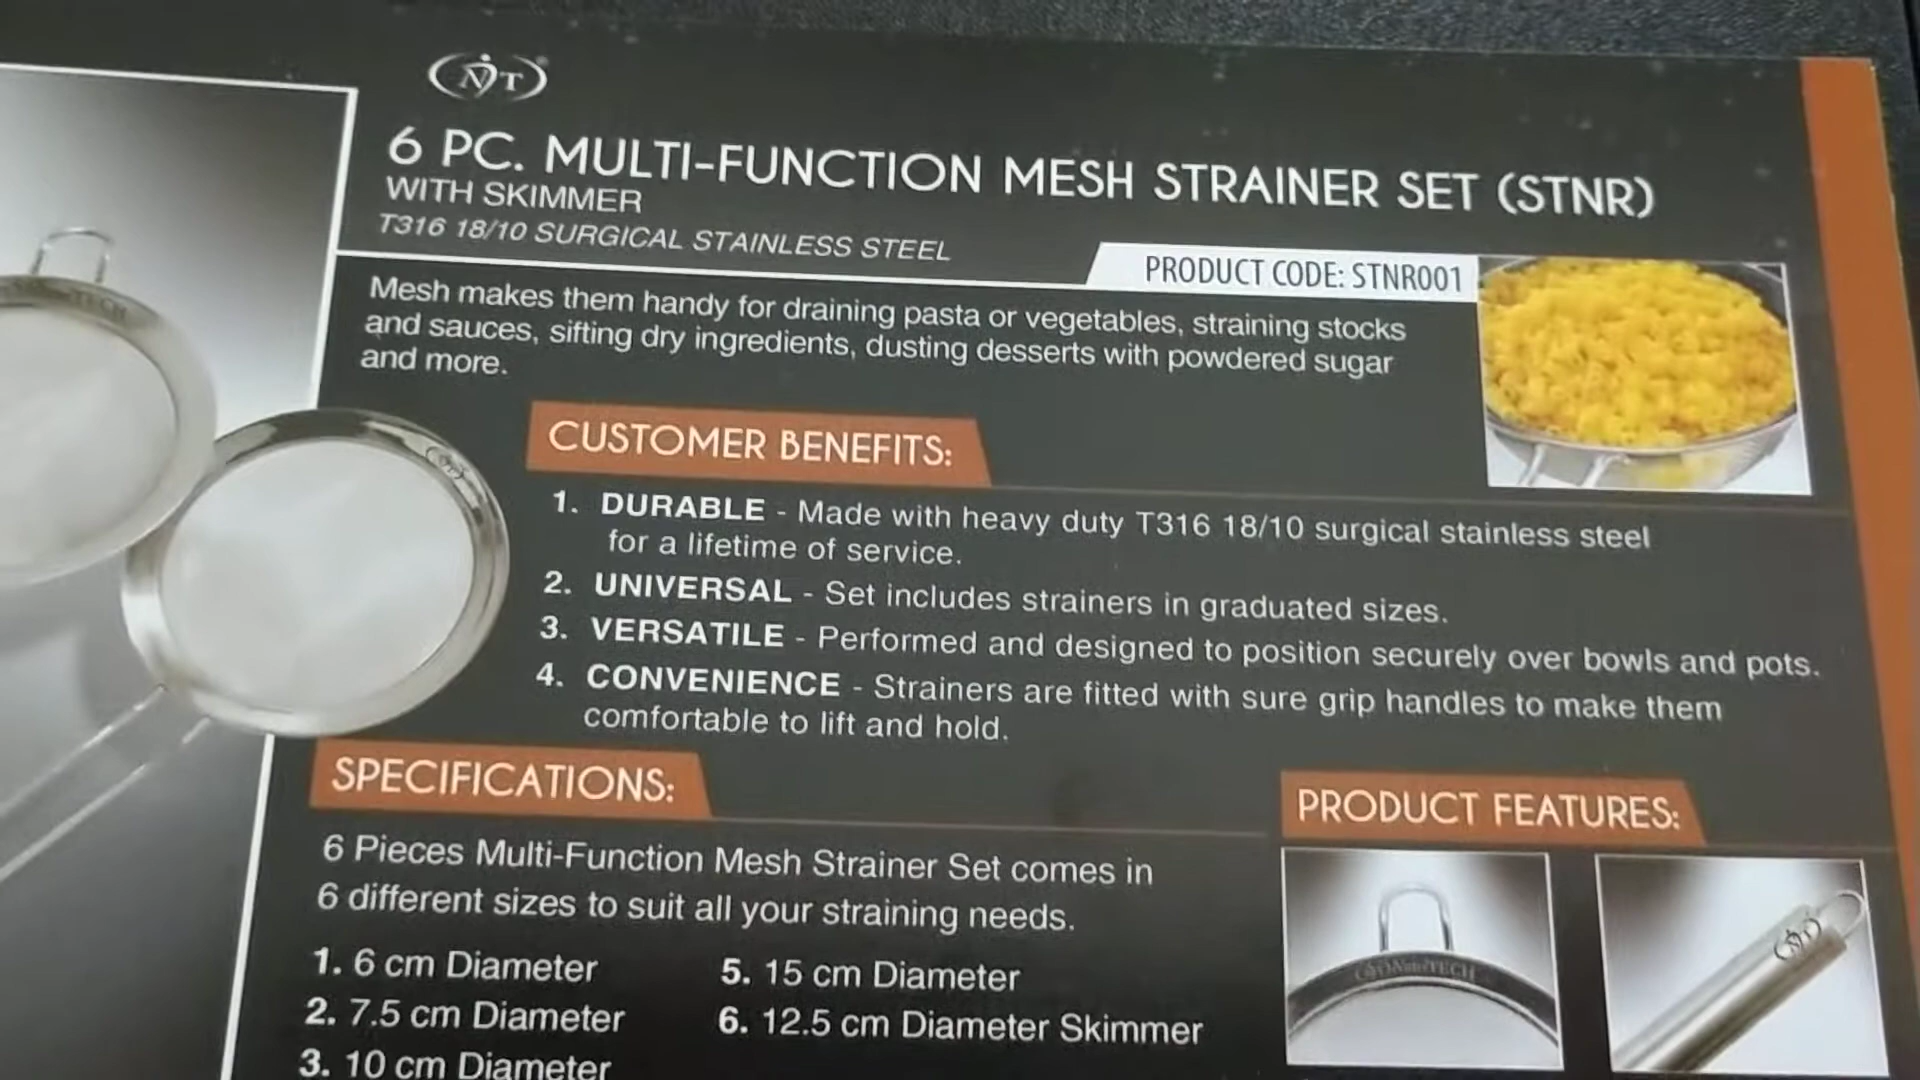 NT
6 PC. MULTI-FUNCTION MESH STRAINER SET (STNR)
WITH SKIMMER
T316 18/10 SURGICAL STAINLESS STEEL
PRODUCT CODE: STNR001
Mesh makes them handy for draining pasta or vegetables, straining stocks
and sauces, sifting dry ingredients, dusting desserts with powdered sugar
and more.
CUSTOMER BENEFITS:
1. DURABLE - Made with heavy duty T316 18/10 surgical stainless steel
for a lifetime of service.
2. UNIVERSAL - Set includes strainers in graduated sizes.
3. VERSATILE - Performed and designed to position securely over bowls and pots.
4. CONVENIENCE - Strainers are fitted with sure grip handles to make them
comfortable to lift and hold.
SPECIFICATIONS:
6 Pieces Multi-Function Mesh Strainer Set comes in
6 different sizes to suit all your straining needs.
1. 6 cm Diameter
2. 7.5 cm Diameter
3. 10 cm Diameter
5. 15 cm Diameter
6. 12.5 cm Diameter Skimmer
PRODUCT FEATURES: